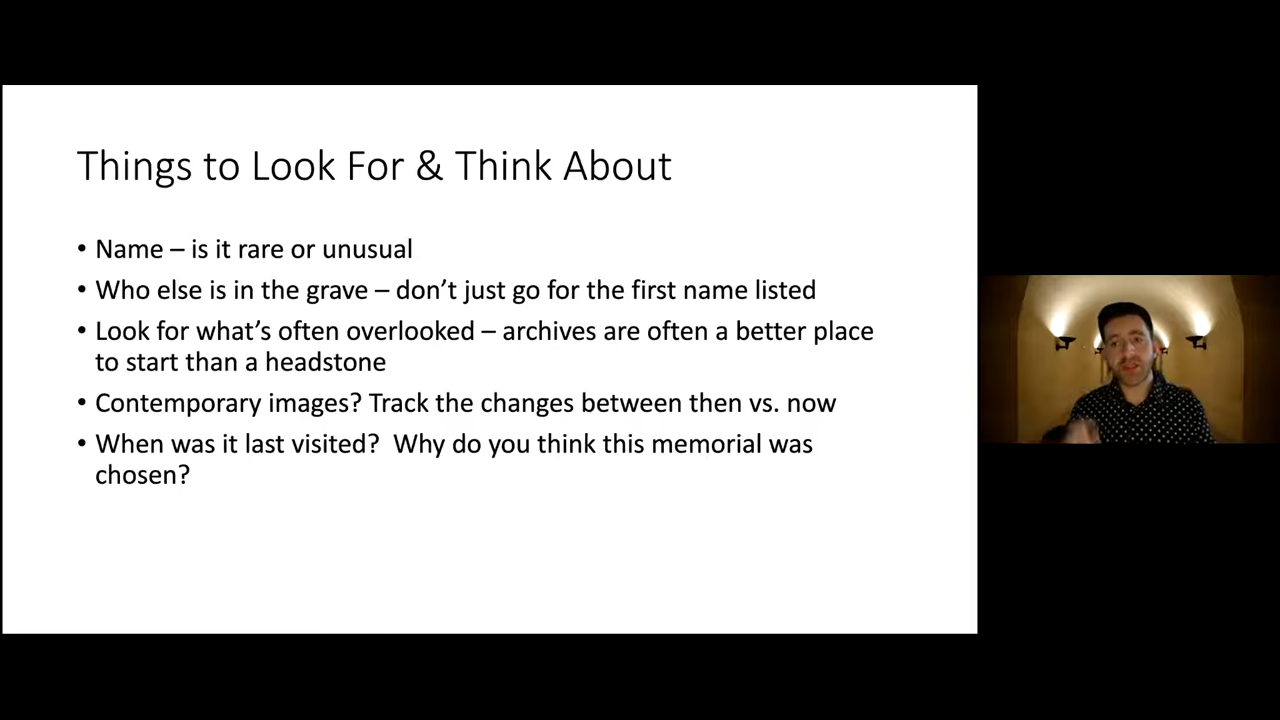 Things to Look For & Think About
• Name – is it rare or unusual
• Who else is in the grave – don’t just go for the first name listed
• Look for what’s often overlooked – archives are often a better place
to start than a headstone
• Contemporary images? Track the changes between then vs. now
• When was it last visited?  Why do you think this memorial was
chosen?